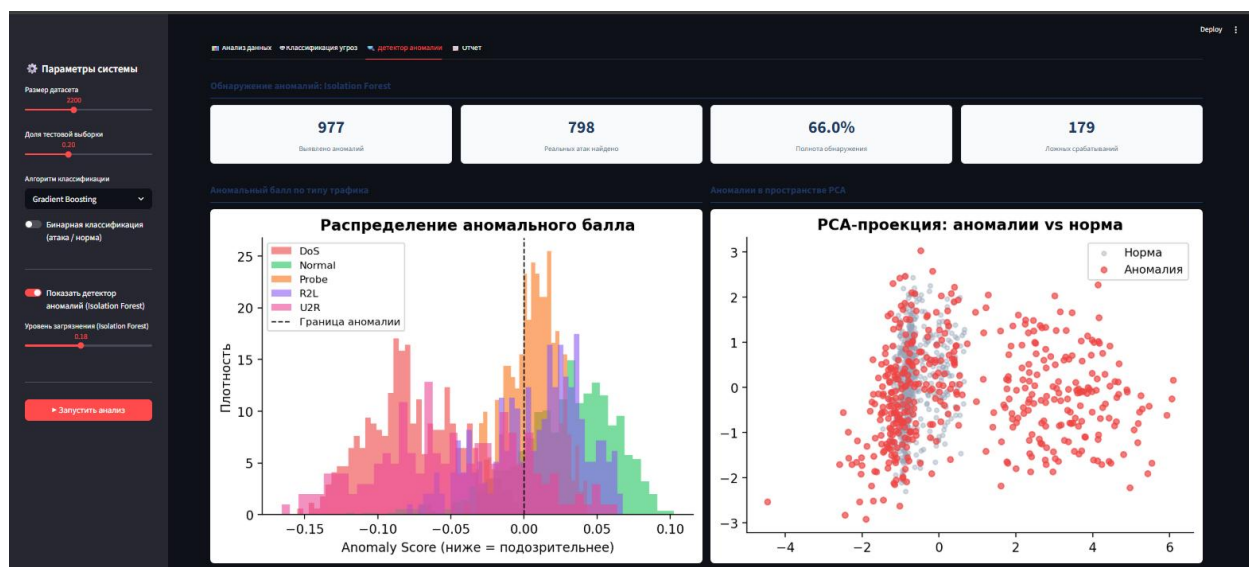 Deploy
Анализ данных Классификация угроз детектор аномалии Отчет
Параметры системы
Размер датасета
2200
Доля тестовой выборки
0.20
Алгоритм классификации
Gradient Boosting
Бинарная классификация
(атака / норма)
Показать детектор
аномалий (Isolation Forest)
Уровень загрязнения (Isolation Forest)
0.18
Запустить анализ
Обнаружение аномалий: Isolation Forest
977
Выявлено аномалий
798
Реальных атак найдено
66.0%
Полнота обнаружения
179
Ложных срабатываний
Аномальный балл по типу трафика
Распределение аномального балла
DoS
Normal
Probe
R2L
U2R
Граница аномалии
Плотность
25
20
15
10
5
0
−0.15 −0.10 −0.05 0.00 0.05 0.10
Anomaly Score (ниже = подозрительнее)
Аномалии в пространстве PCA
PCA-проекция: аномалии vs норма
Норма
Аномалия
3
2
1
0
−1
−2
−3
−4 −2 0 2 4 6